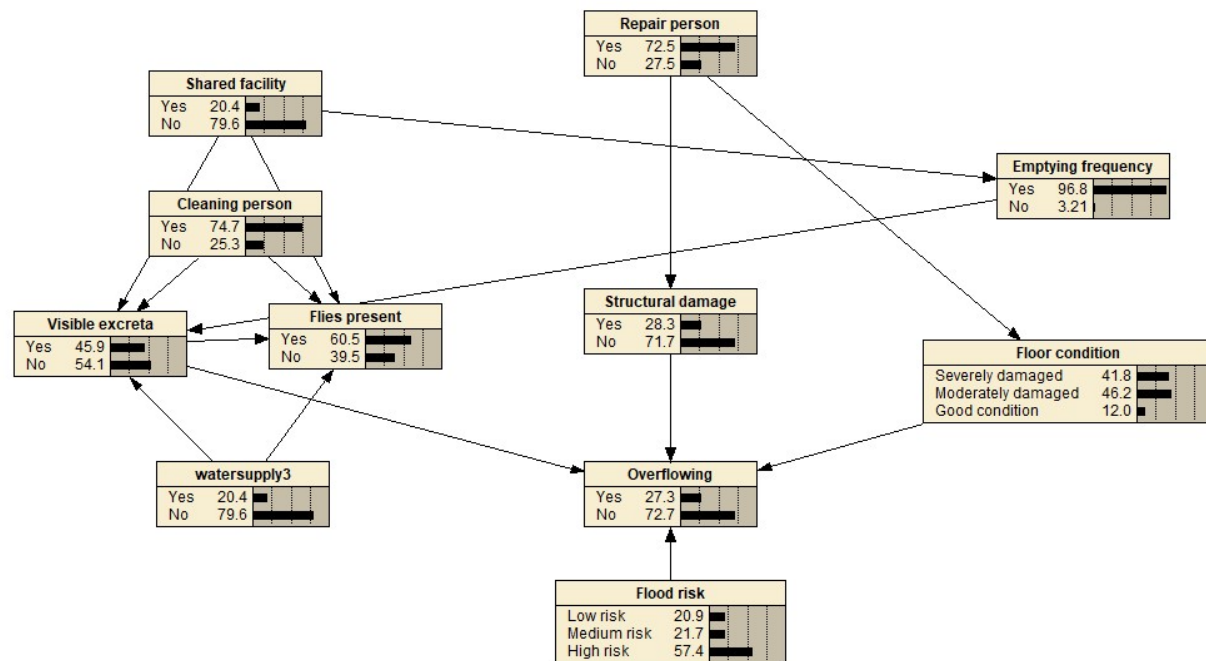 Repair person
Yes 72.5
No 27.5
Shared facility
Yes 20.4
No 79.6
Emptying frequency
Yes 96.8
No 3.21
Cleaning person
Yes 74.7
No 25.3
Structural damage
Yes 28.3
No 71.7
Flies present
Yes 60.5
No 39.5
Visible excreta
Yes 45.9
No 54.1
Floor condition
Severely damaged 41.8
Moderately damaged 46.2
Good condition 12.0
watersupply3
Yes 20.4
No 79.6
Overflowing
Yes 27.3
No 72.7
Flood risk
Low risk 20.9
Medium risk 21.7
High risk 57.4